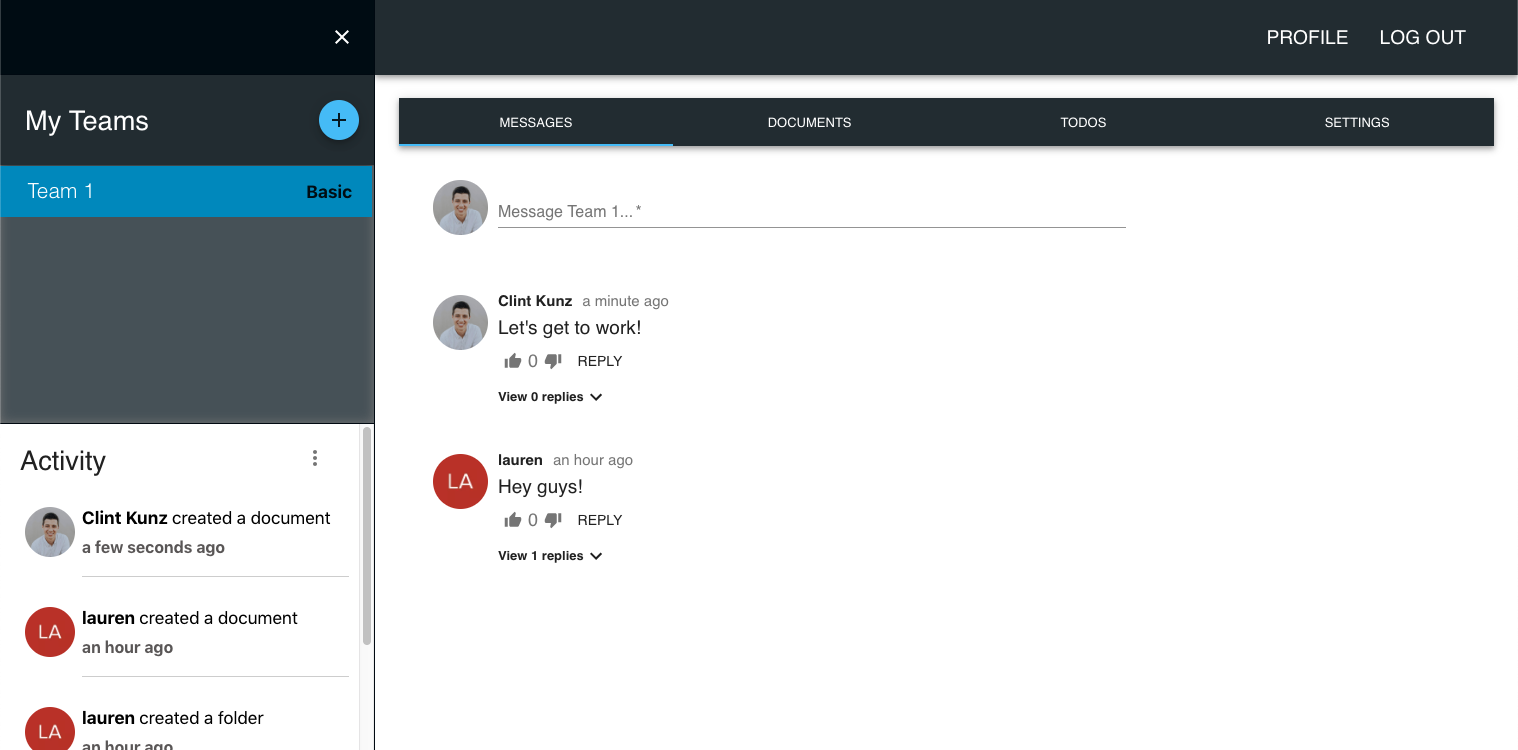 PROFILE LOG OUT
My Teams
Team 1 Basic
Activity
Clint Kunz created a document
a few seconds ago
LA
lauren created a document
an hour ago
LA
lauren created a folder
an hour ago
MESSAGES DOCUMENTS TODOS SETTINGS
Message Team 1... *
Clint Kunz a minute ago
Let's get to work!
0 REPLY
View 0 replies
LA
lauren an hour ago
Hey guys!
0 REPLY
View 1 replies